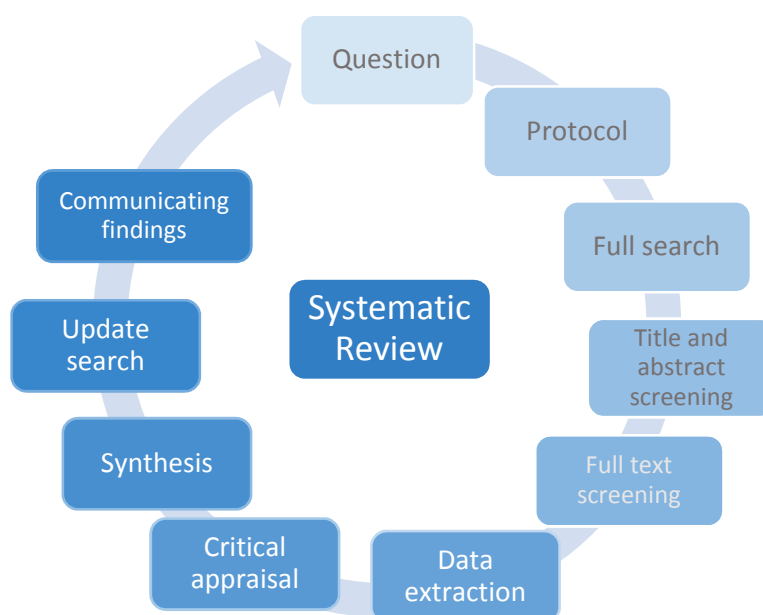 Question
Protocol
Full search
Title and
abstract
screening
Full text
screening
Data
extraction
Critical
appraisal
Synthesis
Update
search
Communicating
findings
Systematic
Review